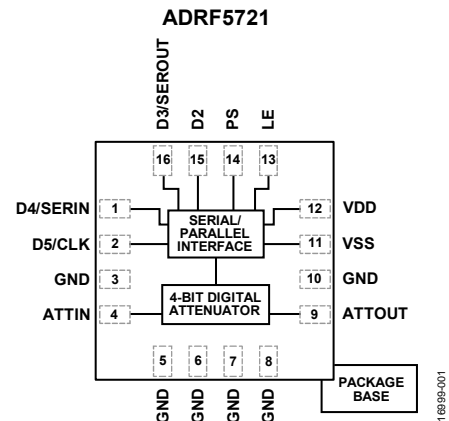 ADRF5721
D3/SEROUT
D2
PS
LE
16
15
14
13
D4/SERIN
1
SERIAL/
PARALLEL
INTERFACE
12
VDD
D5/CLK
2
11
VSS
GND
3
10
GND
ATTIN
4
4-BIT DIGITAL
ATTENUATOR
9
ATTOUT
5
6
7
8
GND
GND
GND
GND
PACKAGE
BASE
16999-001